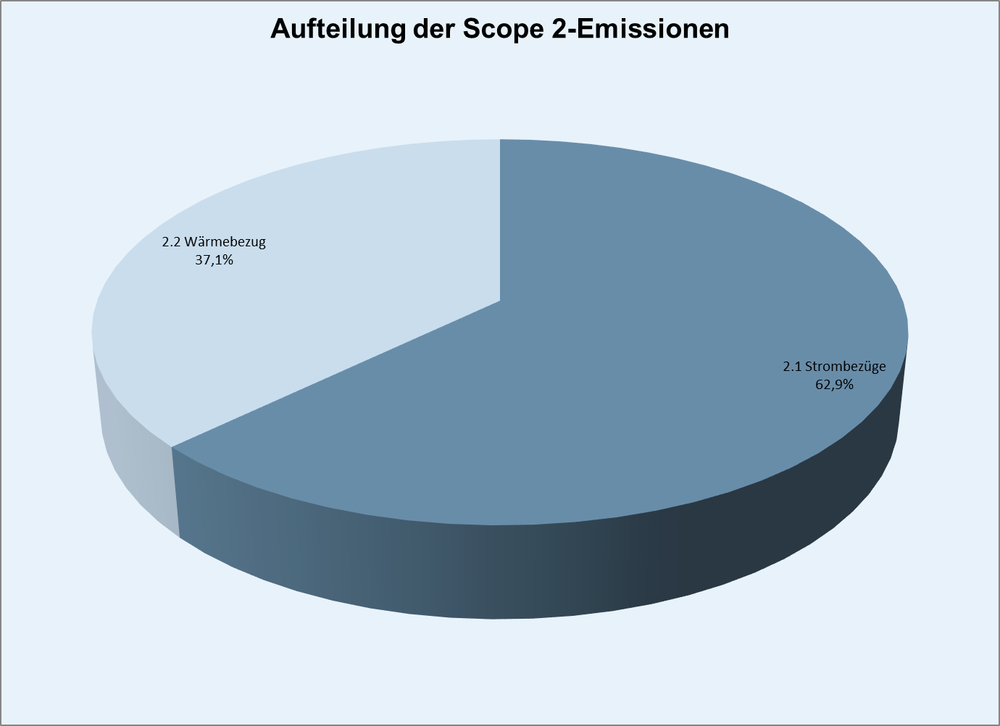 Aufteilung der Scope 2-Emissionen
2.2 Wärmebezug
37,1%
2.1 Strombezüge
62,9%